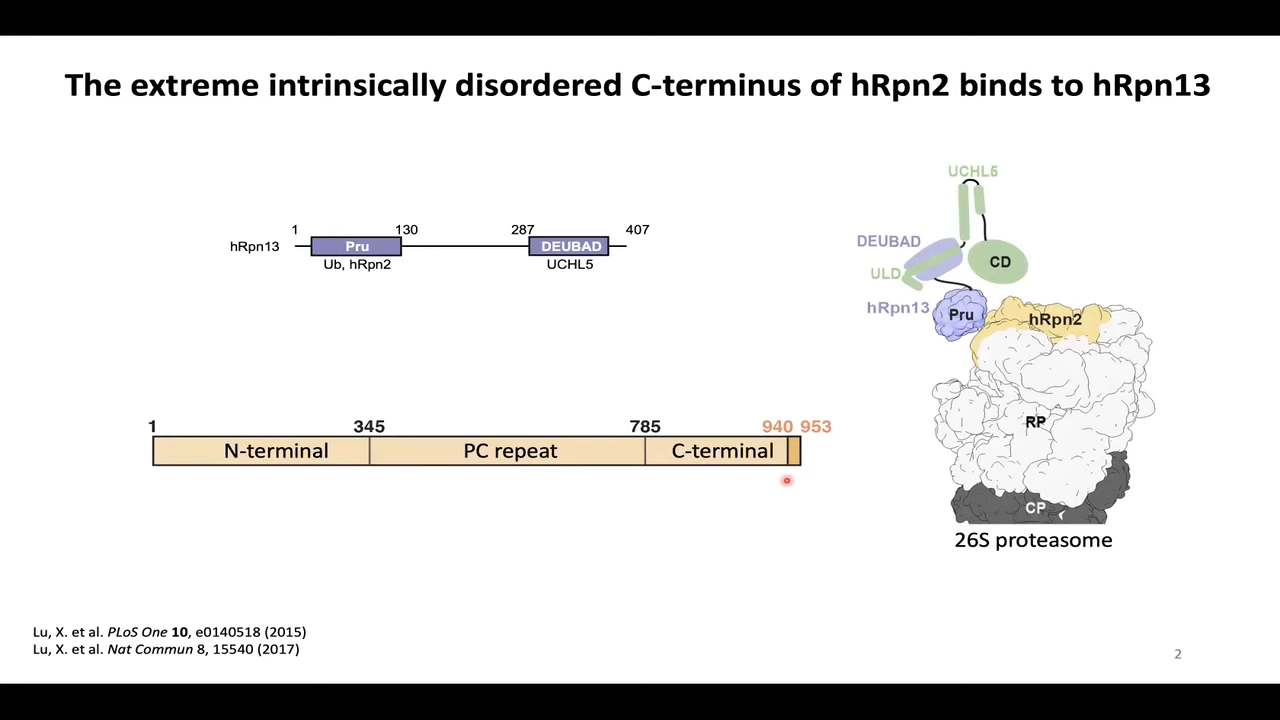 The extreme intrinsically disordered C-terminus of hRpn2 binds to hRpn13
1 130 287 407
hRpn13 Pru DEUBAD
Ub, hRpn2 UCHL5
1 345 785 940 953
N-terminal PC repeat C-terminal
UCHL5
DEUBAD
CD
ULD
hRpn13
Pru
hRpn2
RP
CP
26S proteasome
Lu, X. et al. PLoS One 10, e0140518 (2015)
Lu, X. et al. Nat Commun 8, 15540 (2017)
2